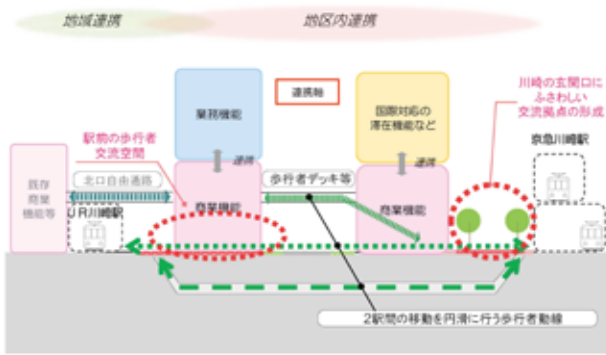 地域連携
地区内連携
業務機能
連携軸
国際対応の
滞在機能など
川崎の玄関口に
ふさわしい
交流拠点の形成
駅前の歩行者
交流空間
連携
連携
京急川崎駅
既存
商業
機能等
北口自由通路
商業機能
歩行者デッキ等
商業機能
JR川崎駅
2駅間の移動を円滑に行う歩行者動線